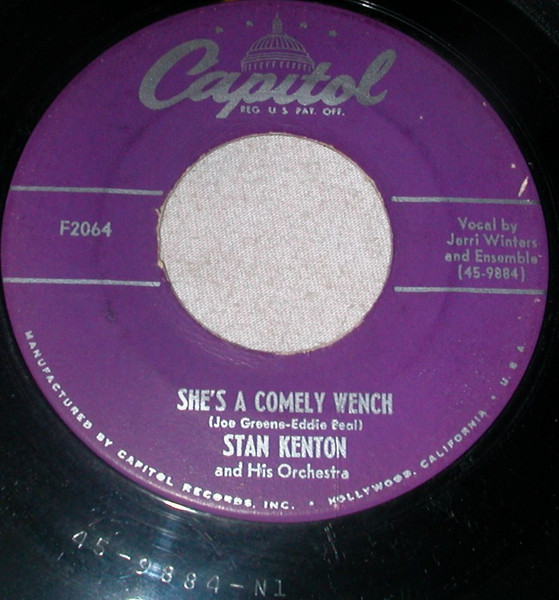 Capitol
REG. U.S. PAT. OFF.
F2064
Vocal by
Jerri Winters
and Ensemble
(45-9884)
SHE'S A COMELY WENCH
(Joe Greene-Eddie Beal)
STAN KENTON
and His Orchestra
MANUFACTURED BY CAPITOL RECORDS, INC. • HOLLYWOOD, CALIFORNIA • U.S.A.
45-9884-N1